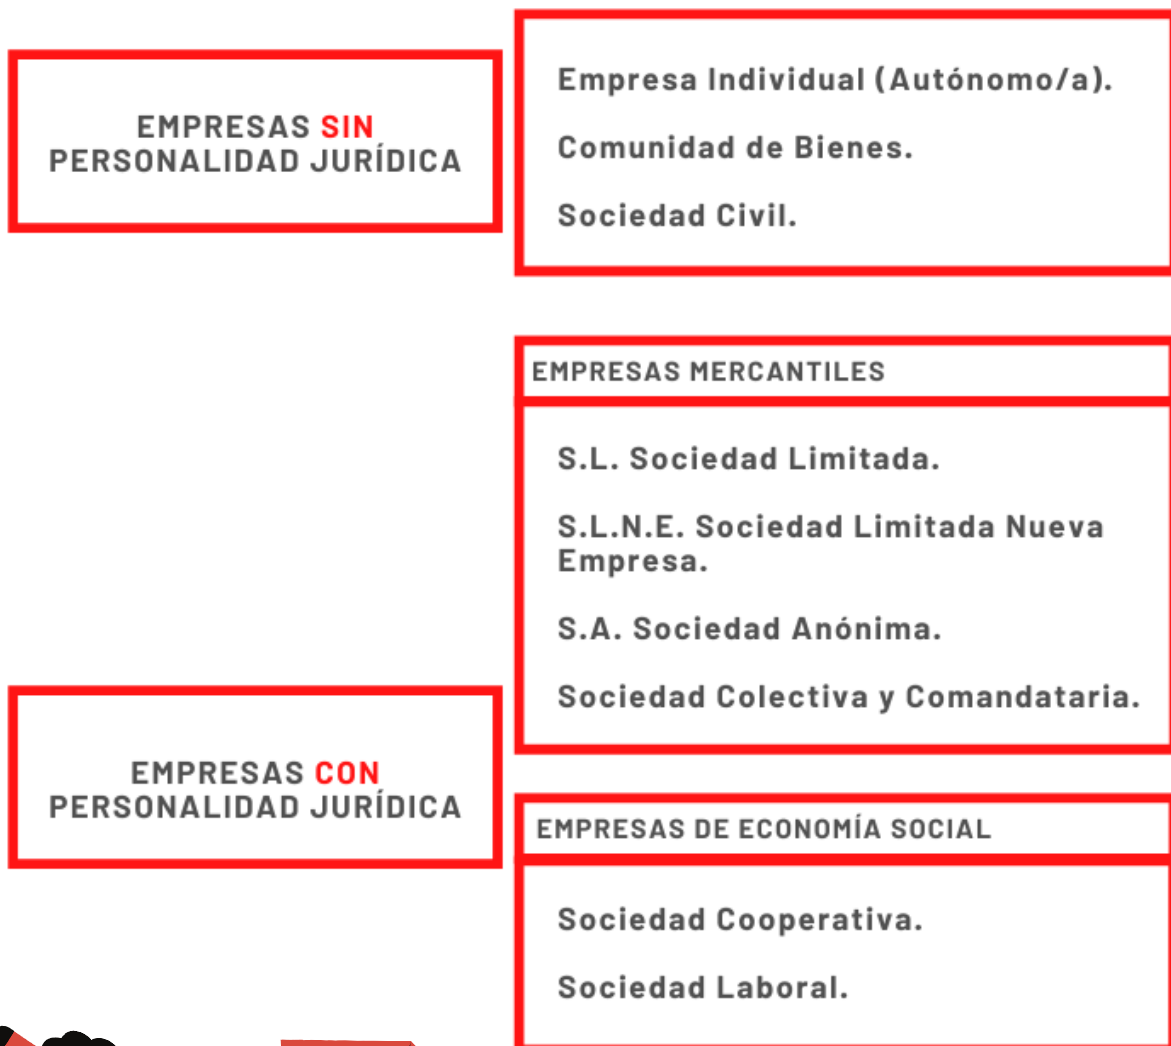 EMPRESAS SIN
PERSONALIDAD JURÍDICA
Empresa Individual (Autónomo/a).
Comunidad de Bienes.
Sociedad Civil.
EMPRESAS CON
PERSONALIDAD JURÍDICA
EMPRESAS MERCANTILES
S.L. Sociedad Limitada.
S.L.N.E. Sociedad Limitada Nueva
Empresa.
S.A. Sociedad Anónima.
Sociedad Colectiva y Comandataria.
EMPRESAS DE ECONOMÍA SOCIAL
Sociedad Cooperativa.
Sociedad Laboral.